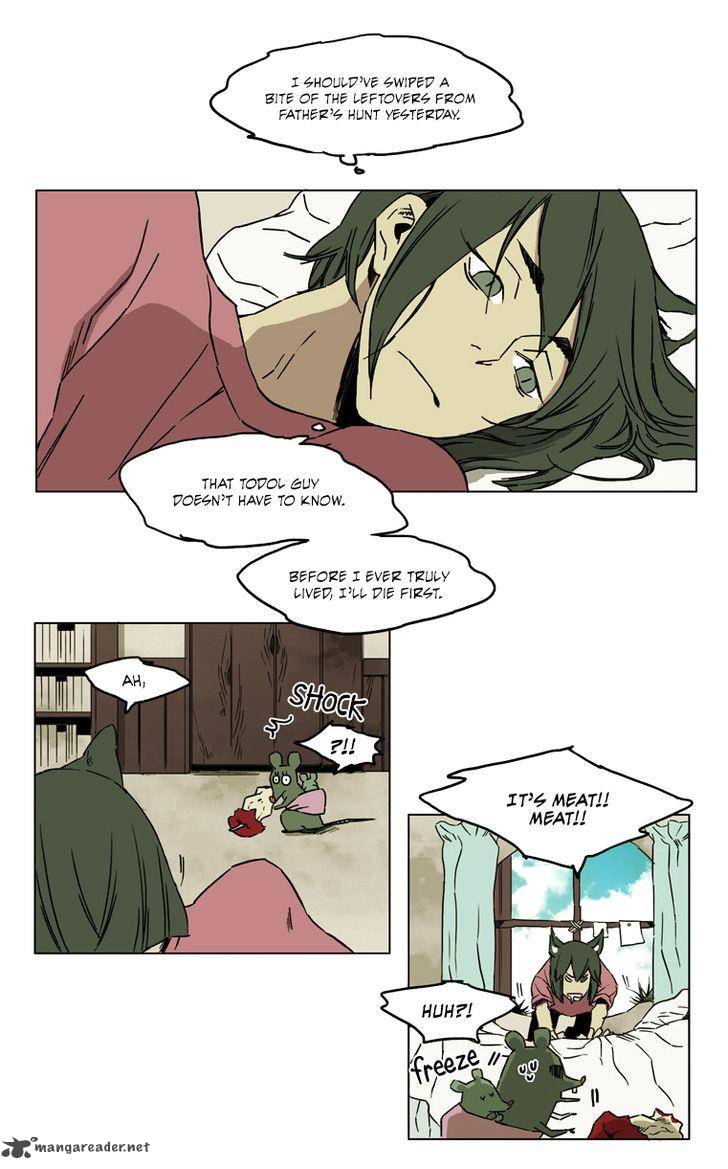 I SHOULD'VE SWIPED A
BITE OF THE LEFTOVERS FROM
FATHER'S HUNT YESTERDAY.
THAT TODOL GUY
DOESN'T HAVE TO KNOW.
BEFORE I EVER TRULY
LIVED, I'LL DIE FIRST.
AH,
SHOCK
?!!
IT'S MEAT!!
MEAT!!
HUH?!
freeze
mangareader.net